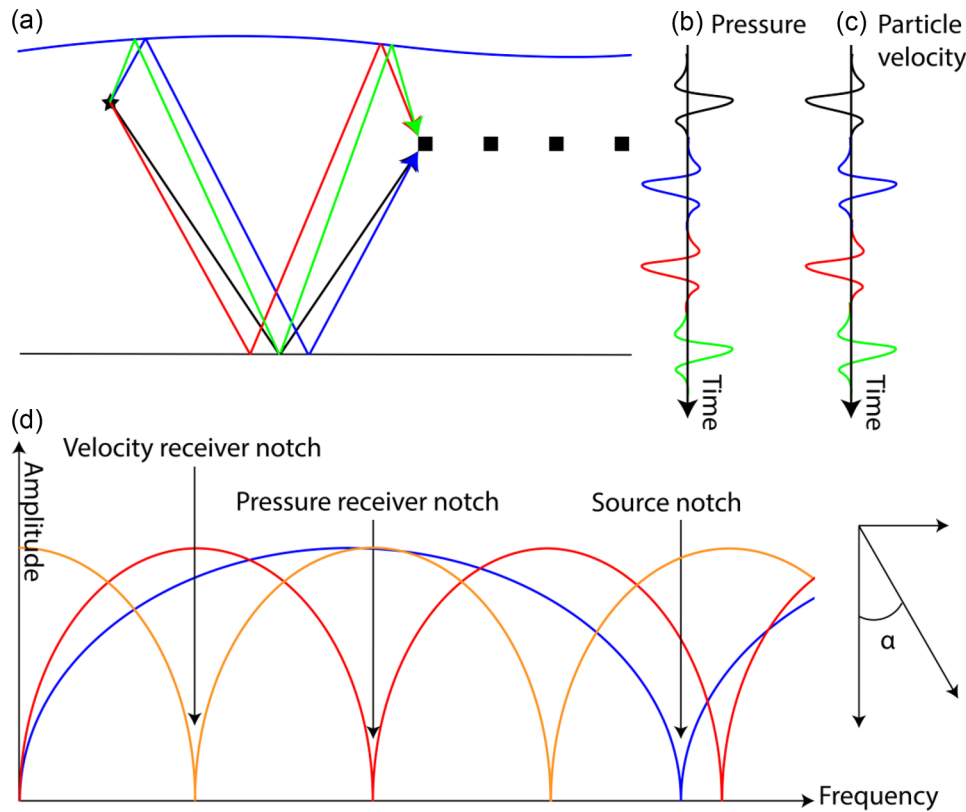 (a)
(b) Pressure
(c) Particle
velocity
Time
Time
(d)
Velocity receiver notch
Amplitude
Pressure receiver notch
Source notch
α
Frequency